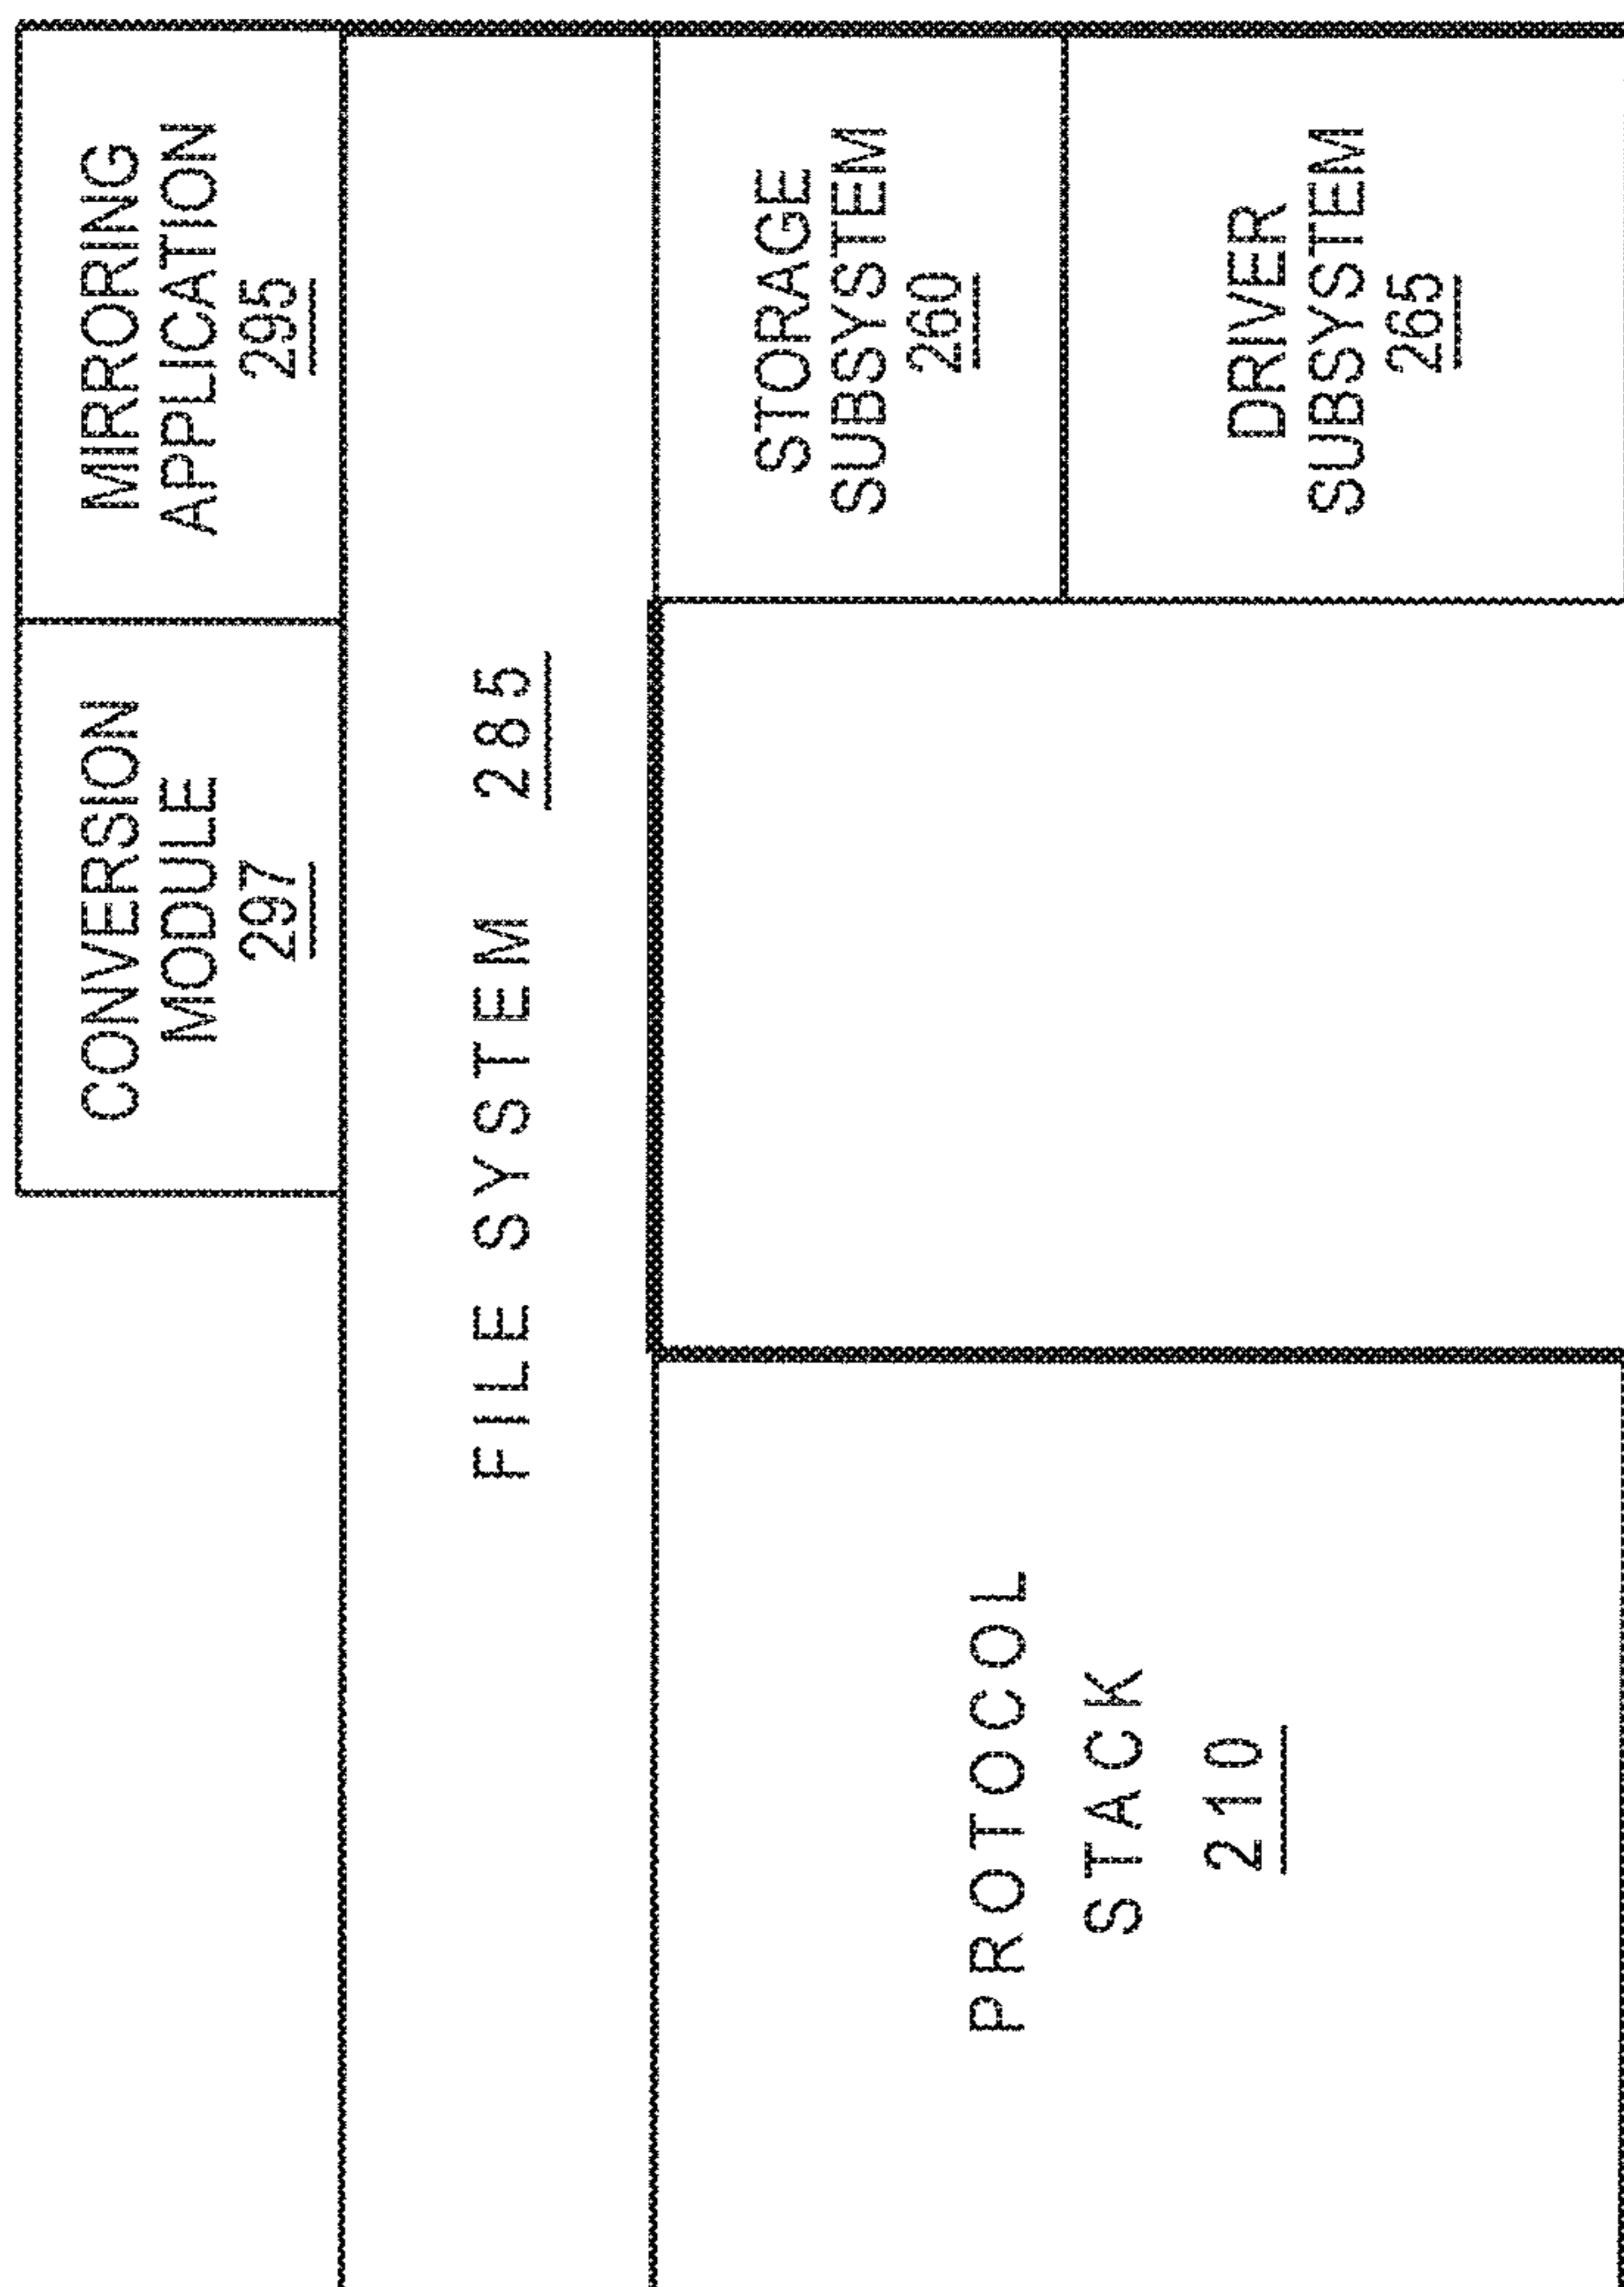 CONVERSION
MODULE
297
MIRRORING
APPLICATION
295
FILE SYSTEM 285
PROTOCOL
STACK
210
STORAGE
SUBSYSTEM
260
DRIVER
SUBSYSTEM
265